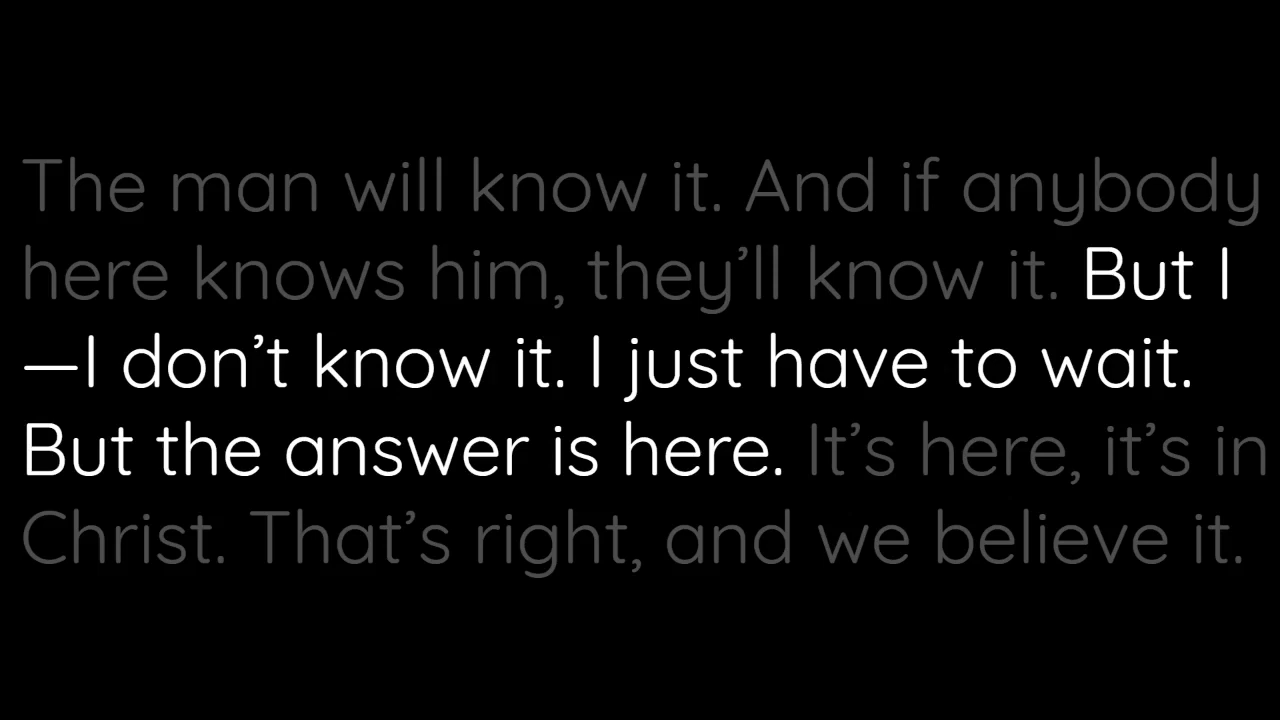 The man will know it. And if anybody
here knows him, they’ll know it. But I
—I don’t know it. I just have to wait.
But the answer is here. It’s here, it’s in
Christ. That’s right, and we believe it.